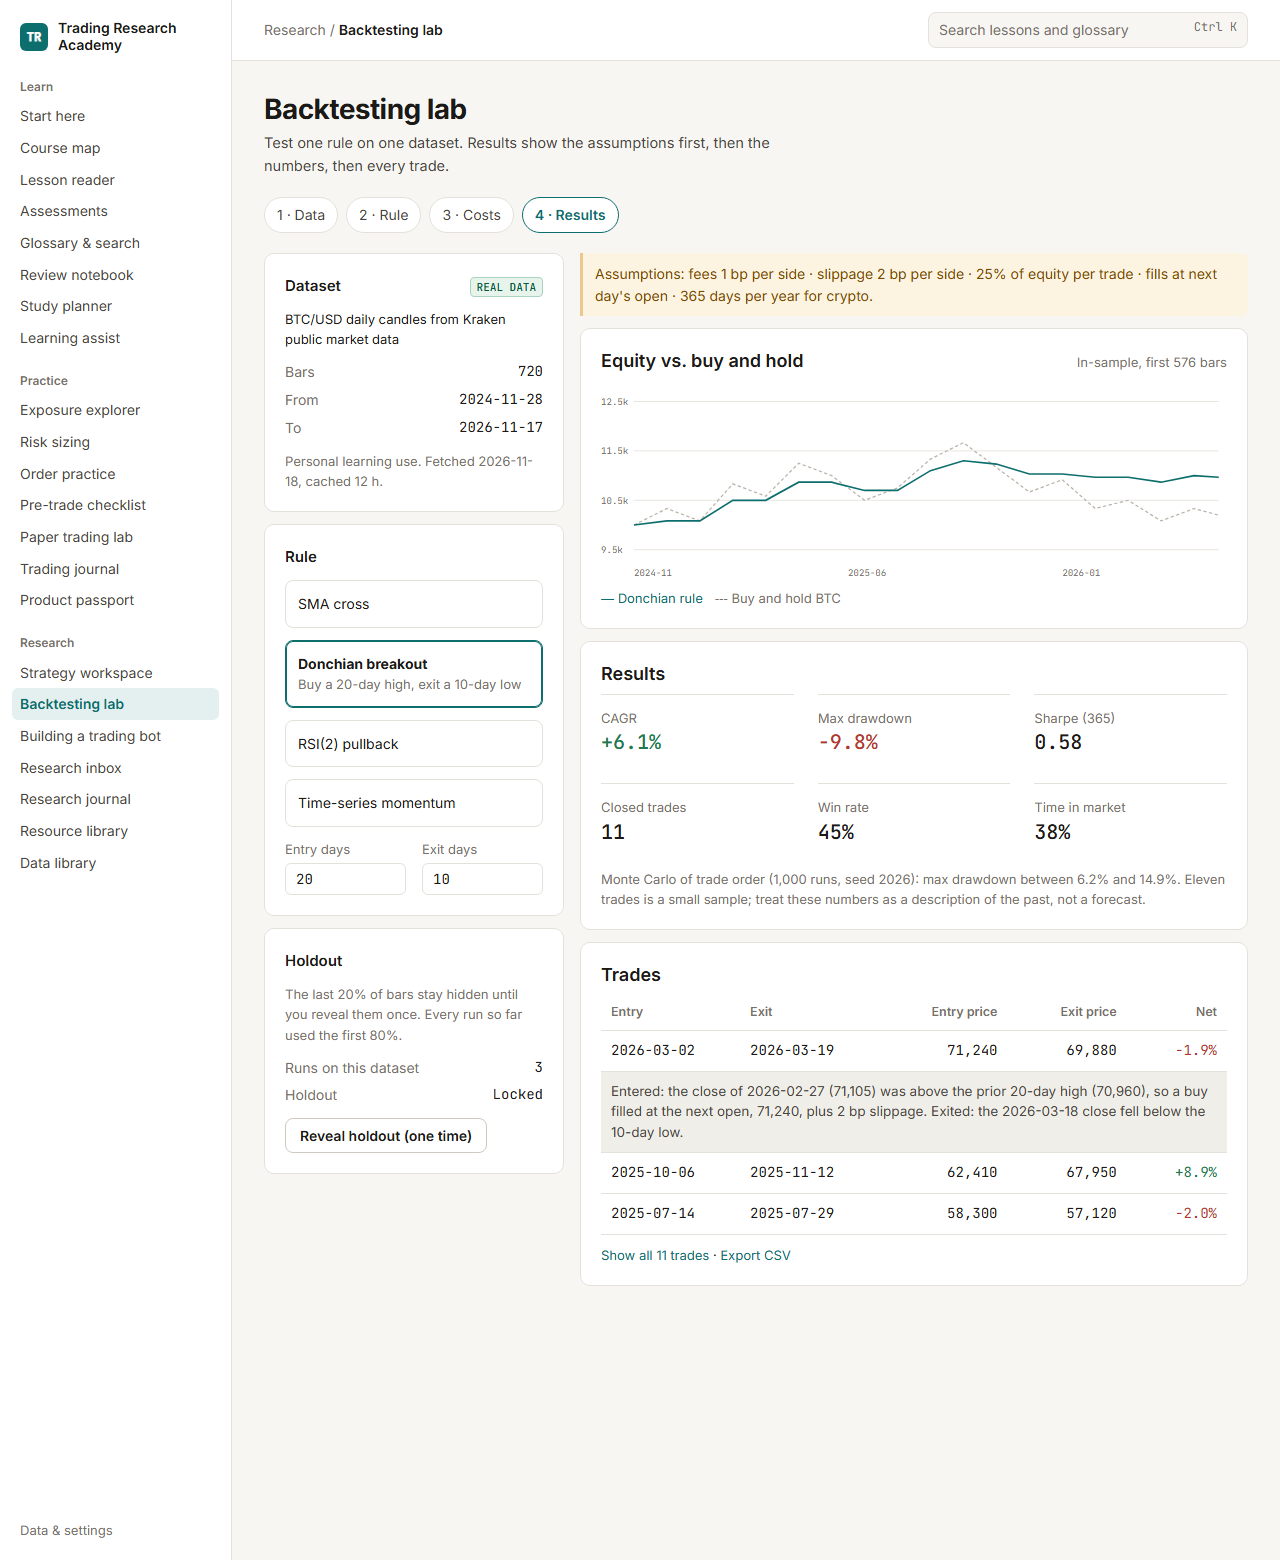 TR
Trading Research
Academy
Learn
Start here
Course map
Lesson reader
Assessments
Glossary & search
Review notebook
Study planner
Learning assist
Practice
Exposure explorer
Risk sizing
Order practice
Pre-trade checklist
Paper trading lab
Trading journal
Product passport
Research
Strategy workspace
Backtesting lab
Building a trading bot
Research inbox
Research journal
Resource library
Data library
Data & settings
Research / Backtesting lab
Search lessons and glossary
Ctrl K
Backtesting lab
Test one rule on one dataset. Results show the assumptions first, then the
numbers, then every trade.
1 · Data
2 · Rule
3 · Costs
4 · Results
Dataset
REAL DATA
BTC/USD daily candles from Kraken
public market data
Bars 720
From 2024-11-28
To 2026-11-17
Personal learning use. Fetched 2026-11-
18, cached 12 h.
Rule
SMA cross
Donchian breakout
Buy a 20-day high, exit a 10-day low
RSI(2) pullback
Time-series momentum
Entry days Exit days
20 10
Holdout
The last 20% of bars stay hidden until
you reveal them once. Every run so far
used the first 80%.
Runs on this dataset 3
Holdout Locked
Reveal holdout (one time)
Assumptions: fees 1 bp per side · slippage 2 bp per side · 25% of equity per trade · fills at next
day's open · 365 days per year for crypto.
Equity vs. buy and hold
In-sample, first 576 bars
12.5k
11.5k
10.5k
9.5k
2024-11 2025-06 2026-01
— Donchian rule --- Buy and hold BTC
Results
CAGR Max drawdown Sharpe (365)
+6.1% -9.8% 0.58
Closed trades Win rate Time in market
11 45% 38%
Monte Carlo of trade order (1,000 runs, seed 2026): max drawdown between 6.2% and 14.9%. Eleven
trades is a small sample; treat these numbers as a description of the past, not a forecast.
Trades
Entry Exit Entry price Exit price Net
2026-03-02 2026-03-19 71,240 69,880 -1.9%
Entered: the close of 2026-02-27 (71,105) was above the prior 20-day high (70,960), so a buy
filled at the next open, 71,240, plus 2 bp slippage. Exited: the 2026-03-18 close fell below the
10-day low.
2025-10-06 2025-11-12 62,410 67,950 +8.9%
2025-07-14 2025-07-29 58,300 57,120 -2.0%
Show all 11 trades · Export CSV